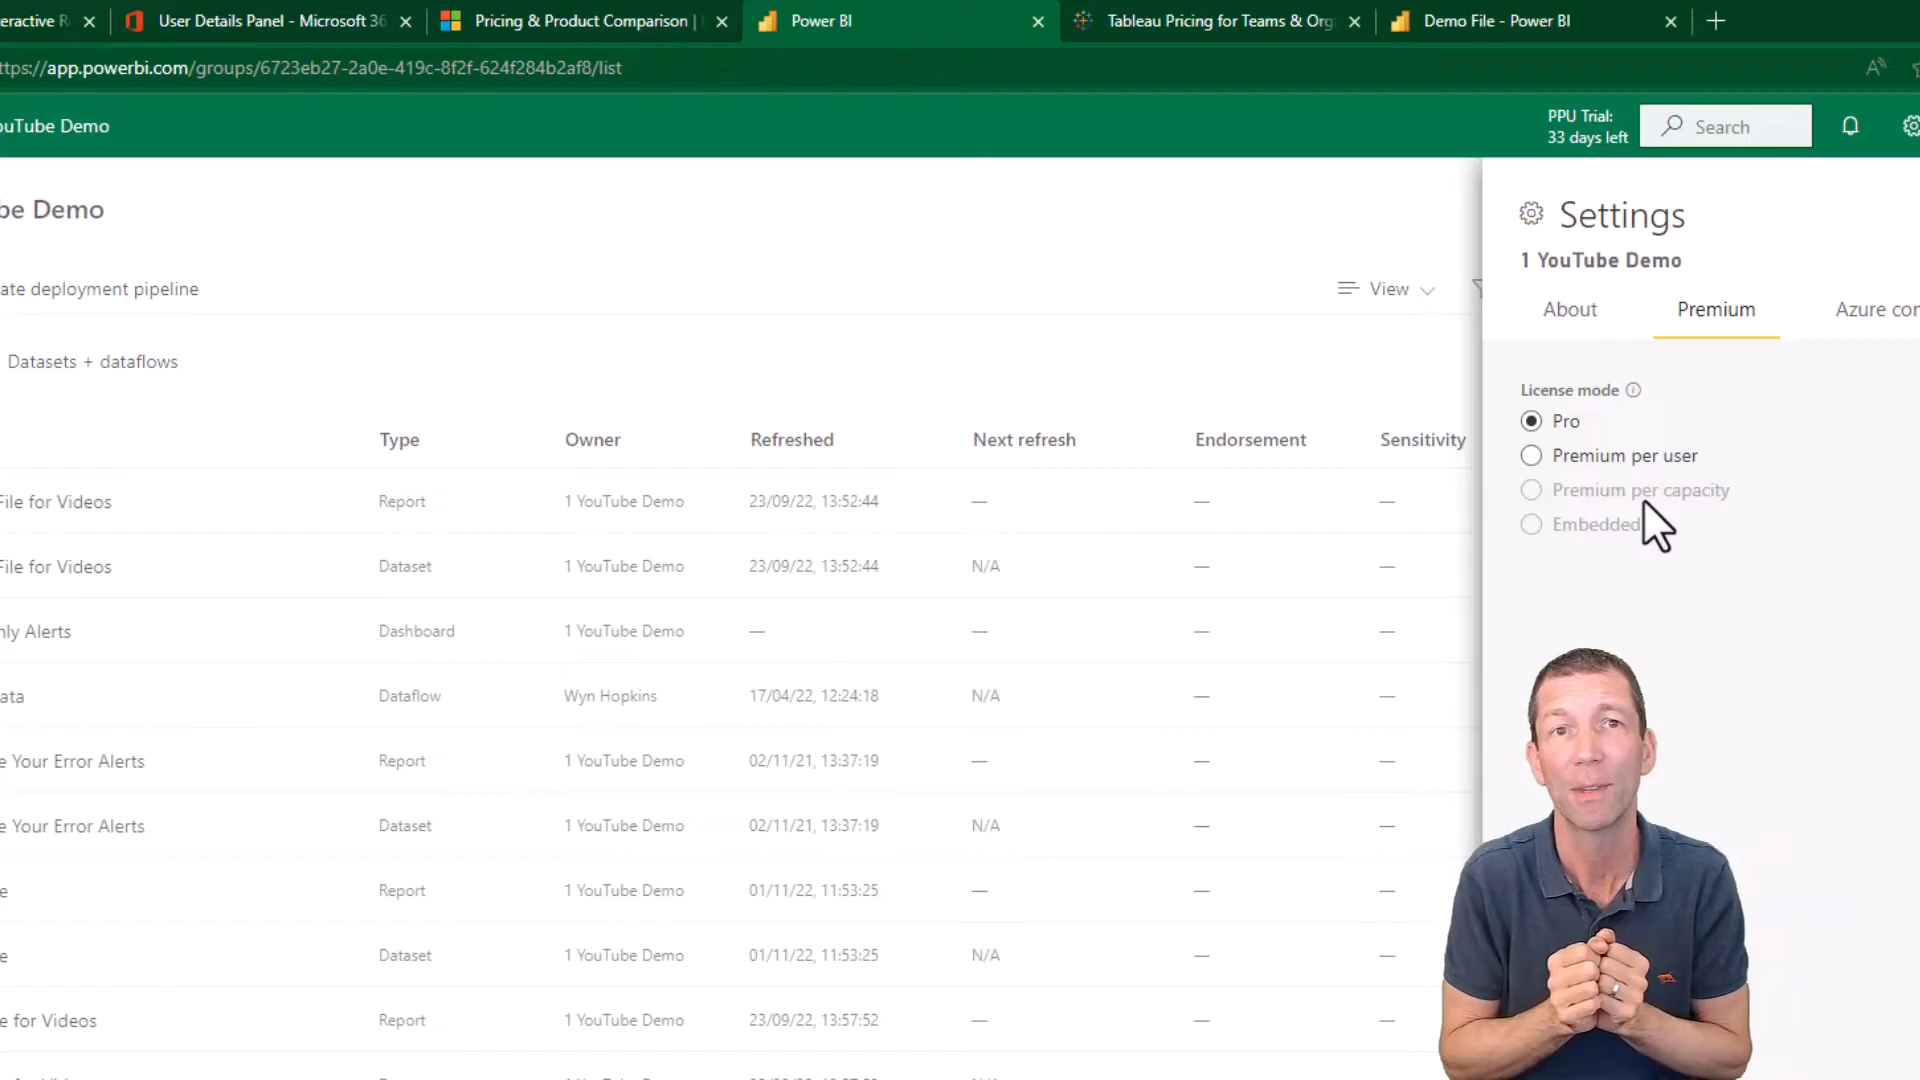 eractive R
User Details Panel - Microsoft 36
Pricing & Product Comparison |
Power BI
Tableau Pricing for Teams & Org
Demo File - Power BI
ttps://app.powerbi.com/groups/6723eb27-2a0e-419c-8f2f-624f284b2af8/list
ouTube Demo
PPU Trial:
33 days left
Search
be Demo
Settings
1 YouTube Demo
ate deployment pipeline
View
About
Premium
Azure cor
Datasets + dataflows
License mode
Pro
Premium per user
Premium per capacity
Embedded
Type Owner Refreshed Next refresh Endorsement Sensitivity
File for Videos Report 1 YouTube Demo 23/09/22, 13:52:44 — — —
File for Videos Dataset 1 YouTube Demo 23/09/22, 13:52:44 N/A — —
nly Alerts Dashboard 1 YouTube Demo — — — —
ata Dataflow Wyn Hopkins 17/04/22, 12:24:18 N/A — —
e Your Error Alerts Report 1 YouTube Demo 02/11/21, 13:37:19 — — —
e Your Error Alerts Dataset 1 YouTube Demo 02/11/21, 13:37:19 N/A — —
e Report 1 YouTube Demo 01/11/22, 11:53:25 — — —
e Dataset 1 YouTube Demo 01/11/22, 11:53:25 N/A — —
e for Videos Report 1 YouTube Demo 23/09/22, 13:57:52 — — —